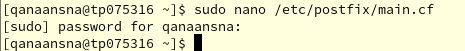 [qanaansna@tp075316 ~]$ sudo nano /etc/postfix/main.cf
[sudo] password for qanaansna:
[qanaansna@tp075316 ~]$